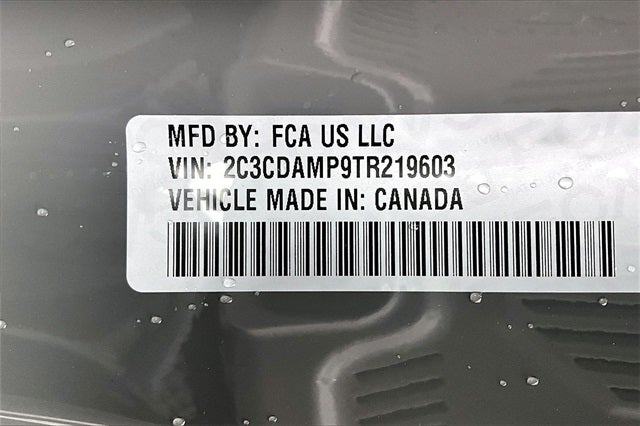 MFD BY: FCA US LLC
VIN: 2C3CDAMP9TR219603
VEHICLE MADE IN: CANADA